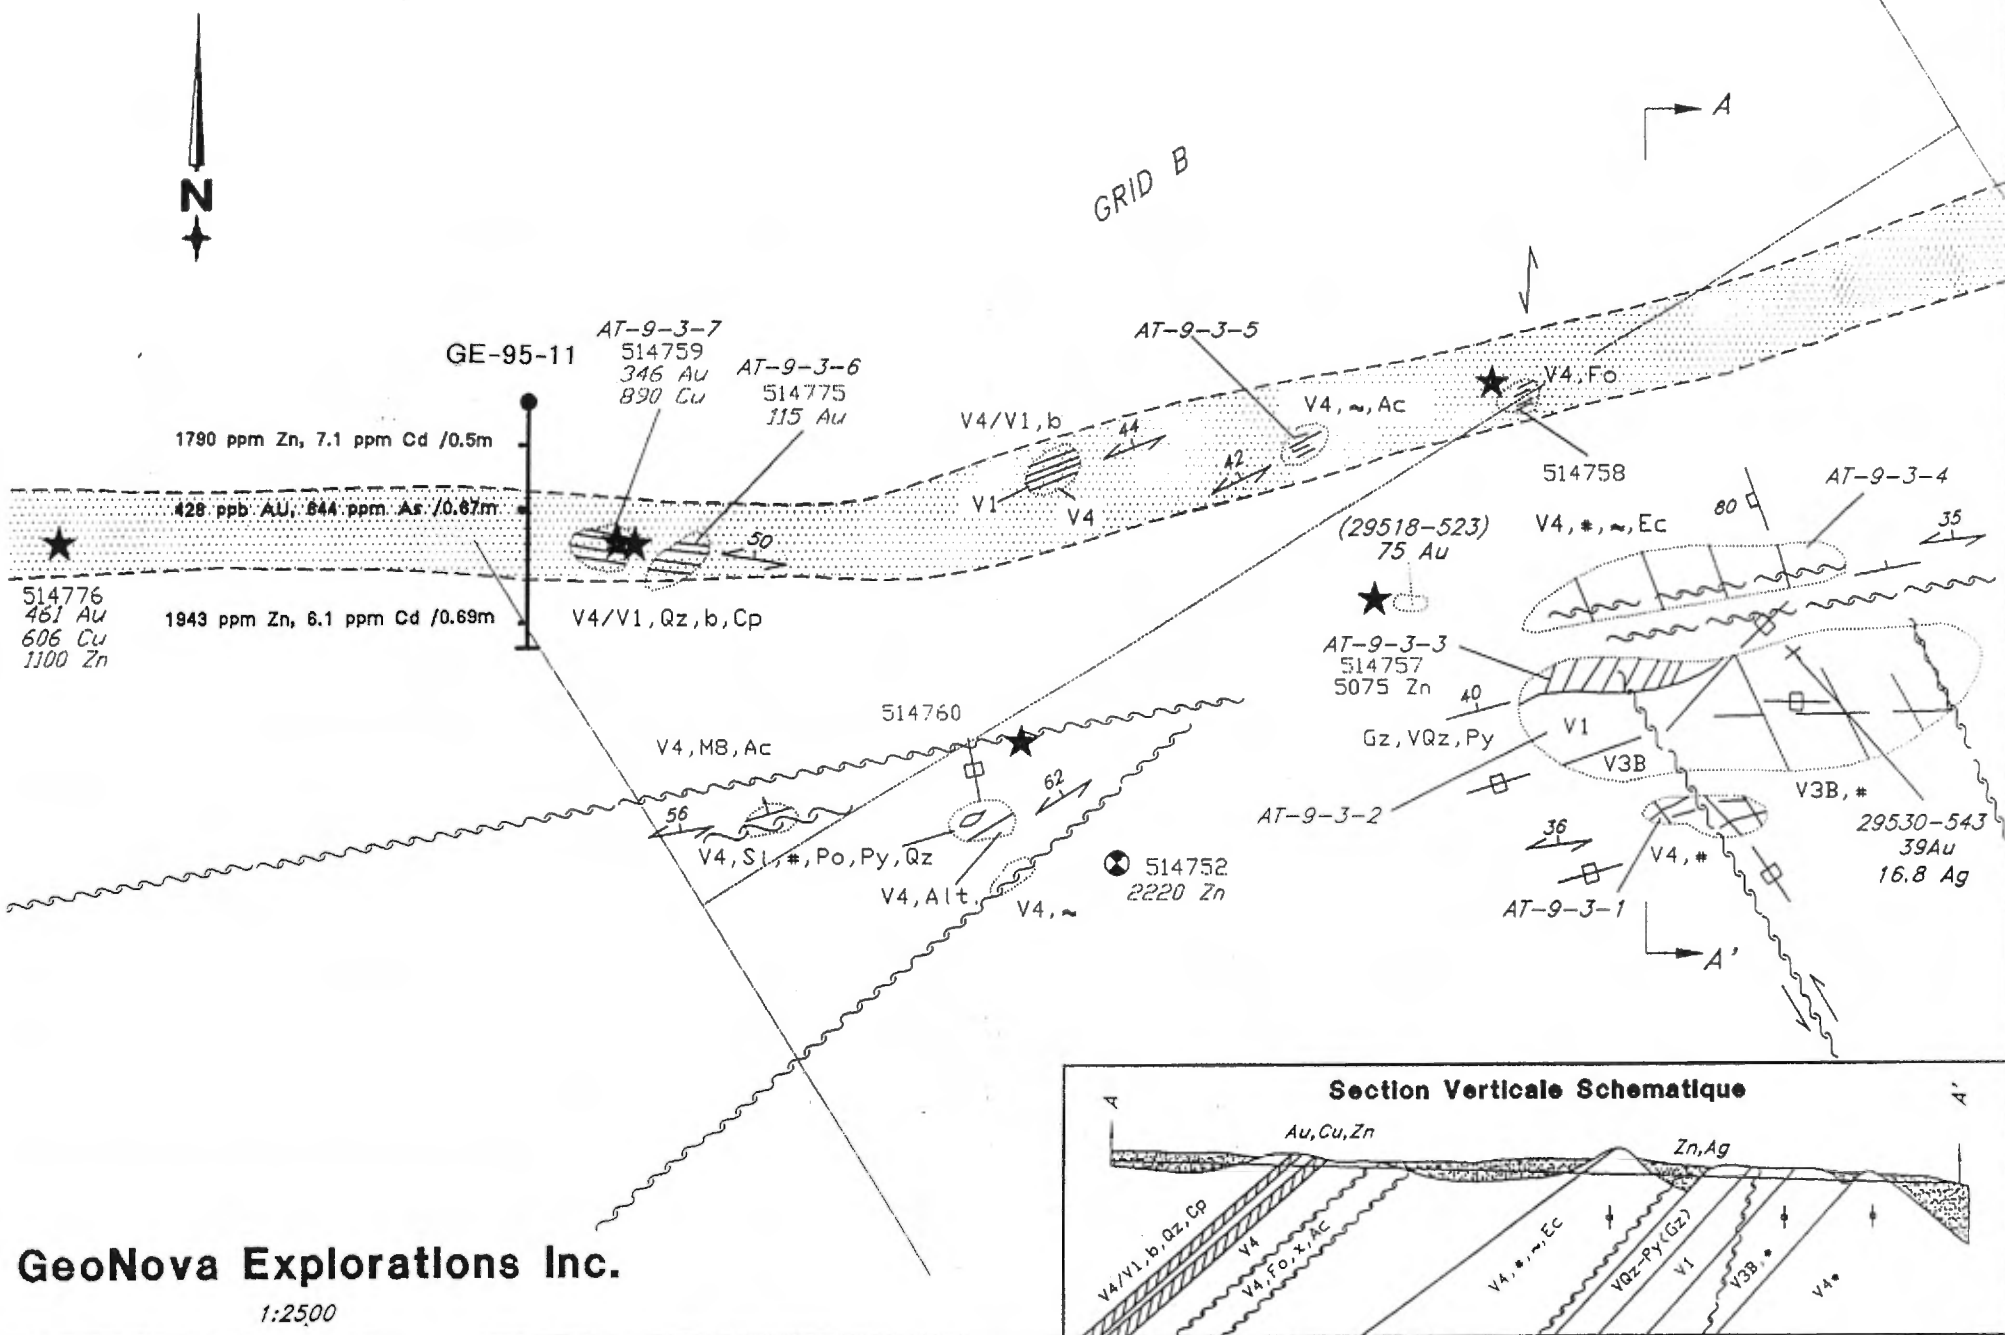 N
GRID B
A
GE-95-11
AT-9-3-7
514759
346 Au
890 Cu
AT-9-3-6
514775
115 Au
AT-9-3-5
1790 ppm Zn, 7.1 ppm Cd /0.5m
428 ppb AU, 644 ppm As /0.67m
1943 ppm Zn, 6.1 ppm Cd /0.69m
514776
461 Au
606 Cu
1100 Zn
50
V4/V1,Qz,b,Cp
V4/V1,b
44
V1
V4
42
V4,~,Ac
V4,Fo
514758
(29518-523)
75 Au
V4,*,~,Ec
80
AT-9-3-4
35
AT-9-3-3
514757
5075 Zn
40
Gz,VQz,Py
V1
V3B
V3B,*
AT-9-3-2
29530-543
39Au
16.8 Ag
36
V4,*
AT-9-3-1
A'
514760
V4,M8,Ac
56
62
V4,Si,*,Po,Py,Qz
V4,Alt.
V4,~
514752
2220 Zn
Section Verticale Schematique
A
A'
Au,Cu,Zn
Zn,Ag
V4/V1,b,Qz,Cp
V4
V4,Fo,X,Ac
V4,*,~,Ec
VQz-Py(Gz)
V1
V3B,*
V4*
GeoNova Explorations Inc.
1:2500